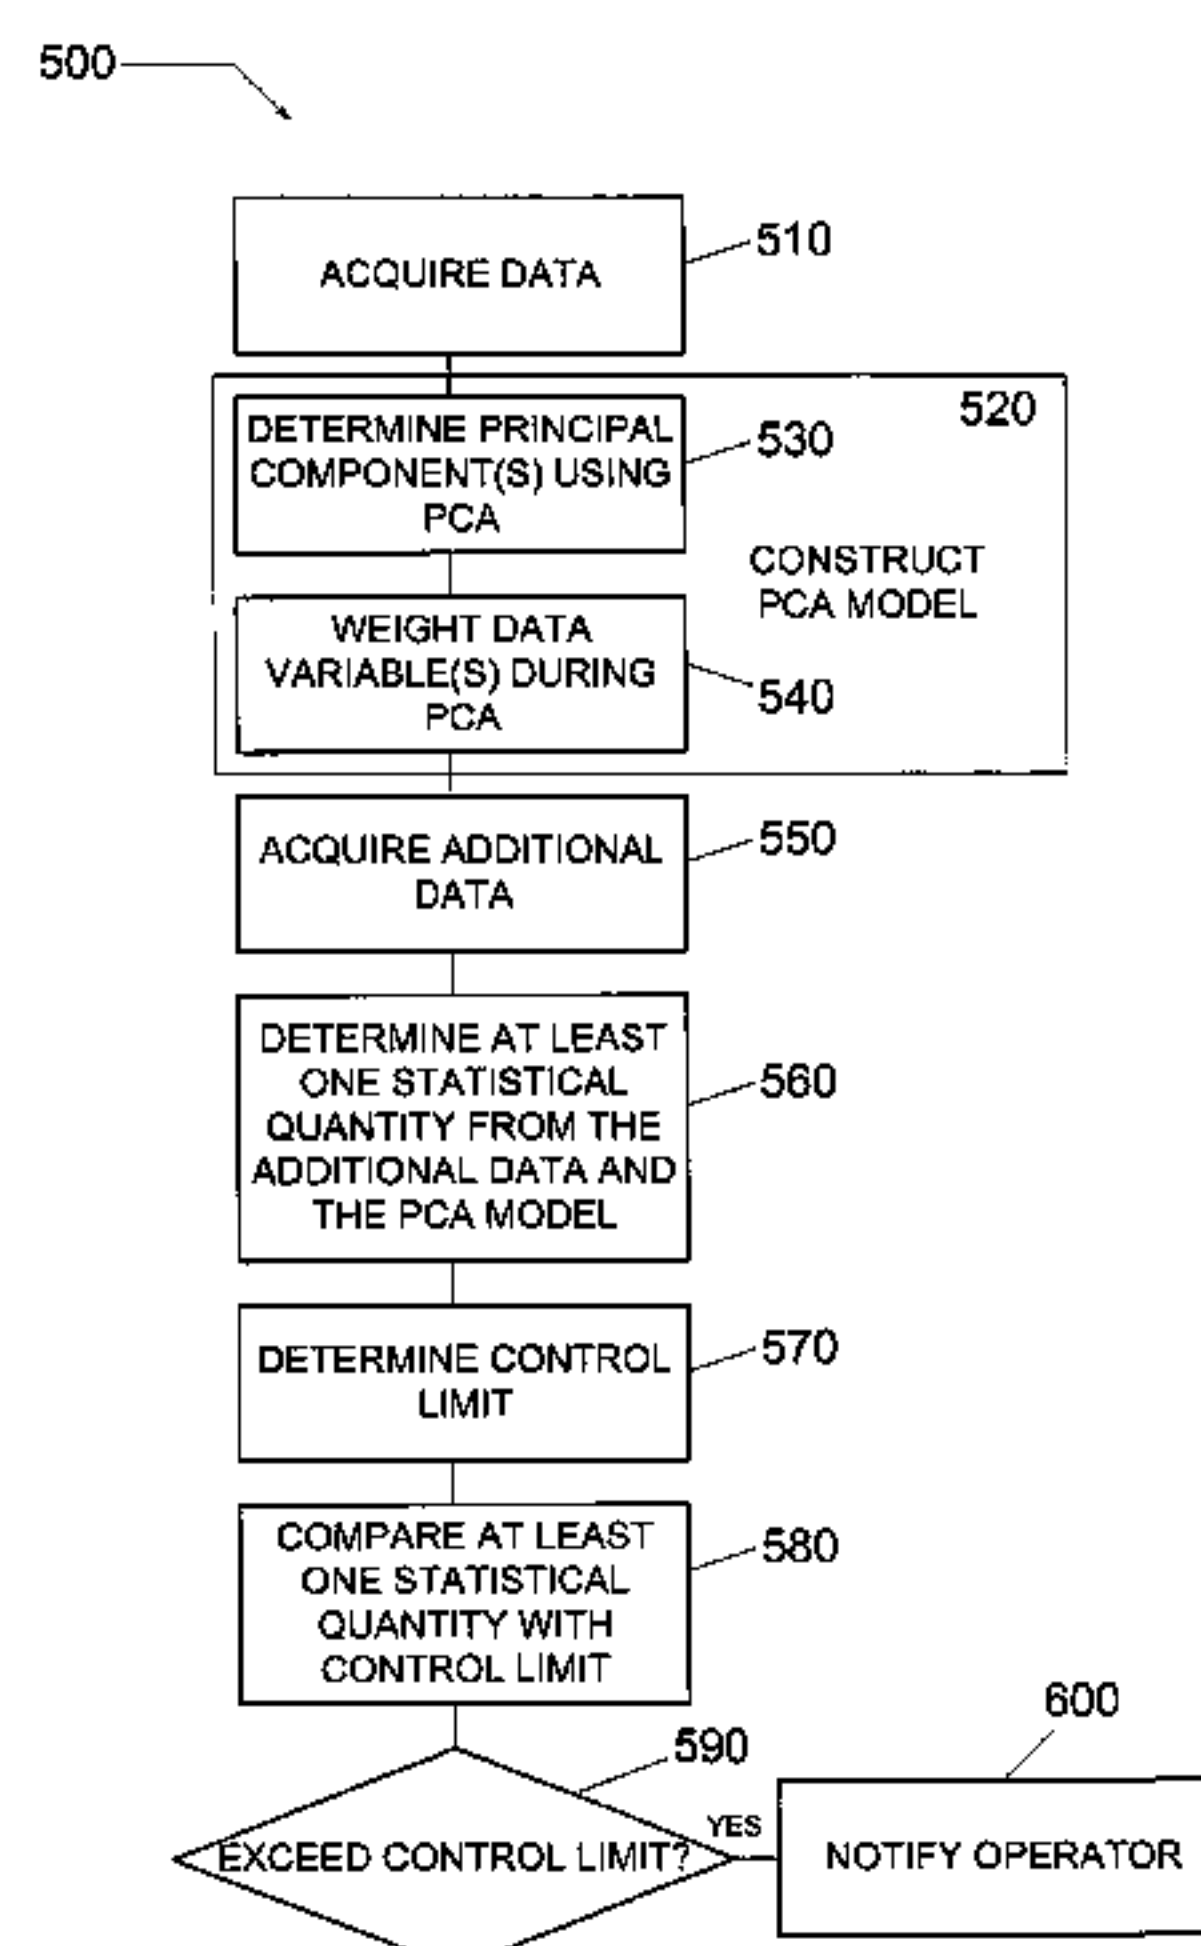 500
510
ACQUIRE DATA
520
DETERMINE PRINCIPAL
COMPONENT(S) USING
PCA
530
CONSTRUCT
PCA MODEL
WEIGHT DATA
VARIABLE(S) DURING
PCA
540
ACQUIRE ADDITIONAL
DATA
550
DETERMINE AT LEAST
ONE STATISTICAL
QUANTITY FROM THE
ADDITIONAL DATA AND
THE PCA MODEL
560
DETERMINE CONTROL
LIMIT
570
COMPARE AT LEAST
ONE STATISTICAL
QUANTITY WITH
CONTROL LIMIT
580
590
600
EXCEED CONTROL LIMIT?
YES
NOTIFY OPERATOR